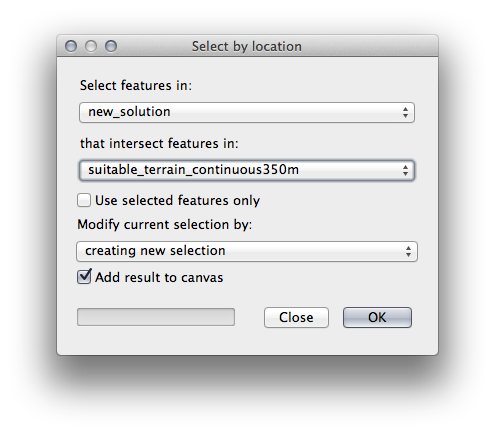 Select by location
Select features in:
new_solution
that intersect features in:
suitable_terrain_continuous350m
Use selected features only
Modify current selection by:
creating new selection
Add result to canvas
Close
OK